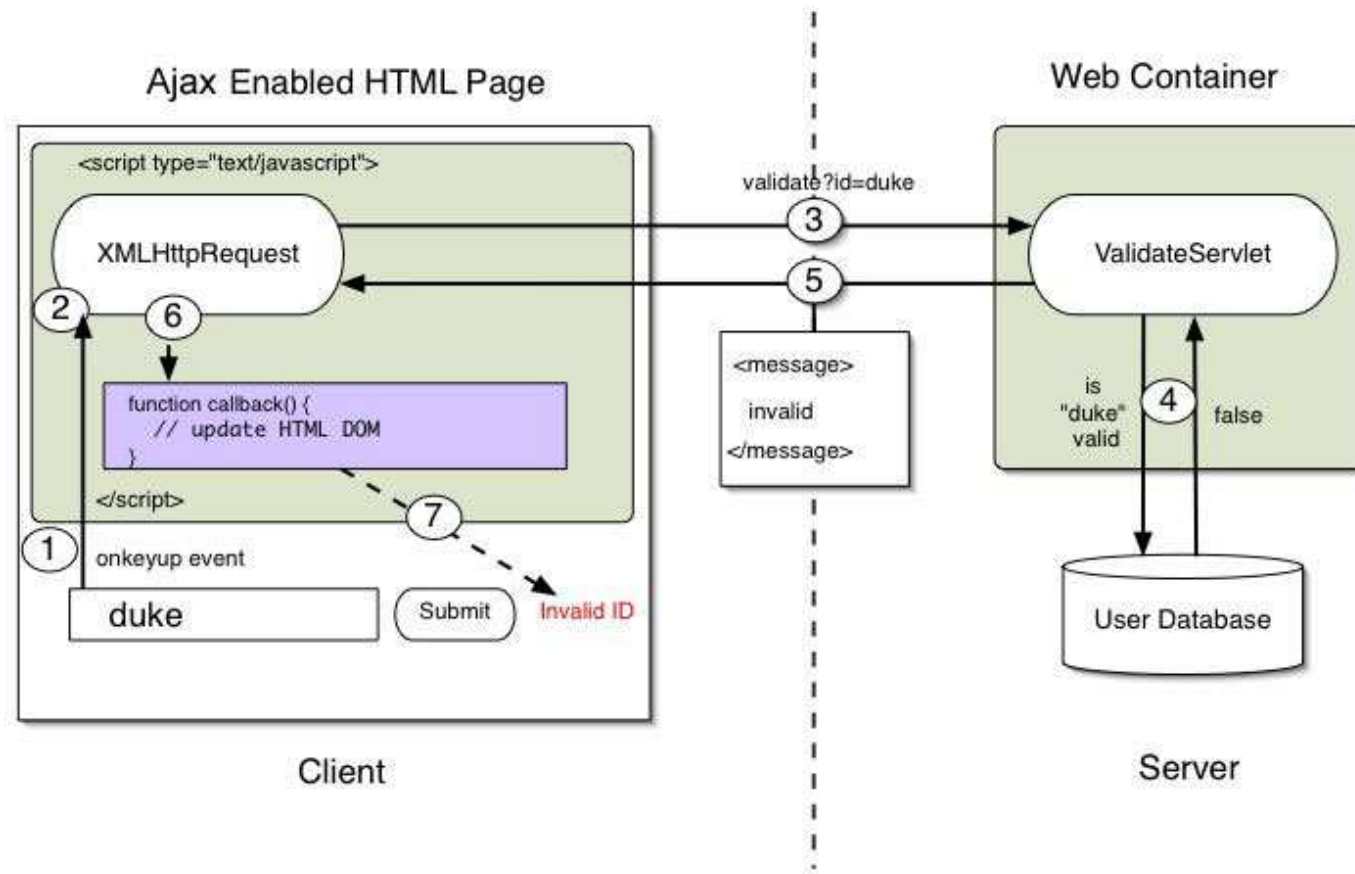 Ajax Enabled HTML Page
Web Container
<script type="text/javascript">
validate?id=duke
3
XMLHttpRequest
ValidateServlet
5
2
6
<message>
invalid
</message>
is
"duke"
valid
4
false
function callback() {
// update HTML DOM
}
</script>
7
1
onkeyup event
duke
Submit
Invalid ID
User Database
Client
Server